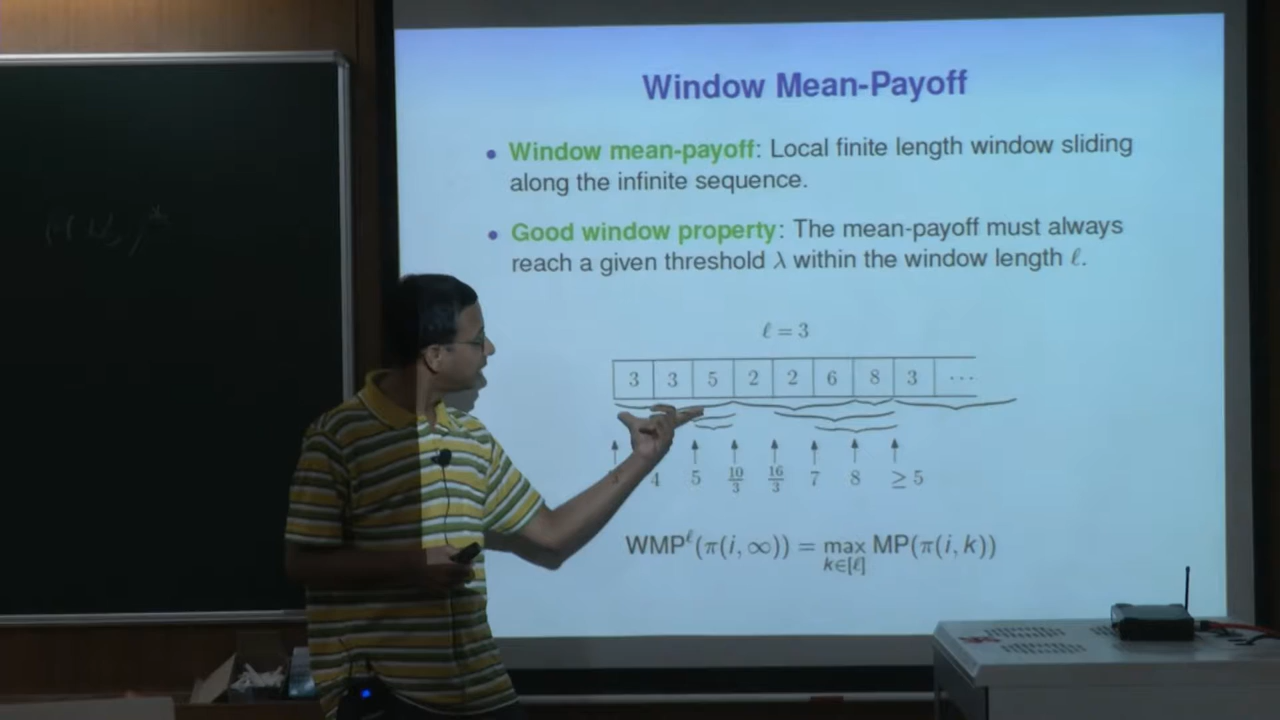 Window Mean-Payoff
• Window mean-payoff: Local finite length window sliding
along the infinite sequence.
• Good window property: The mean-payoff must always
reach a given threshold λ within the window length ℓ.
ℓ = 3
3 3 5 2 2 6 8 3 ⋯
4 5 10/3 16/3 7 8 ≥ 5
WMP^ℓ(π(i, ∞)) = max_{k∈[ℓ]} MP(π(i, k))